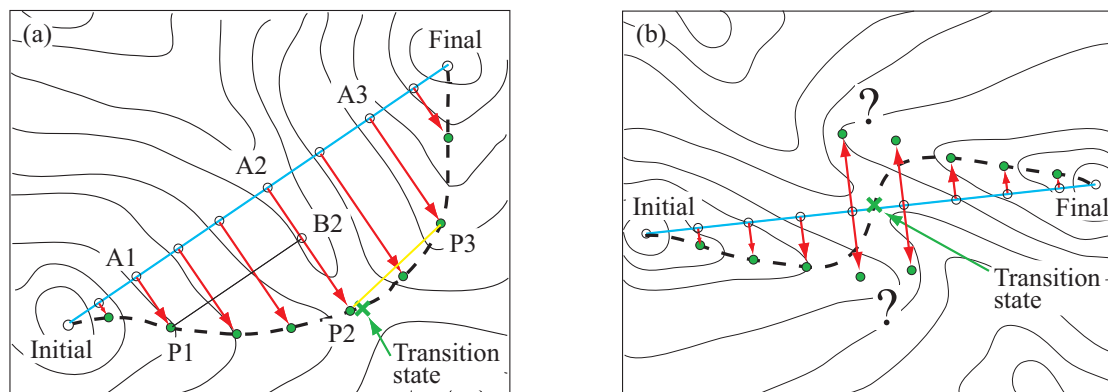 (a)
Final
A3
A2
B2
A1
P3
P2
Initial
P1
Transition
state
(b)
?
Initial
Final
Transition
state
?